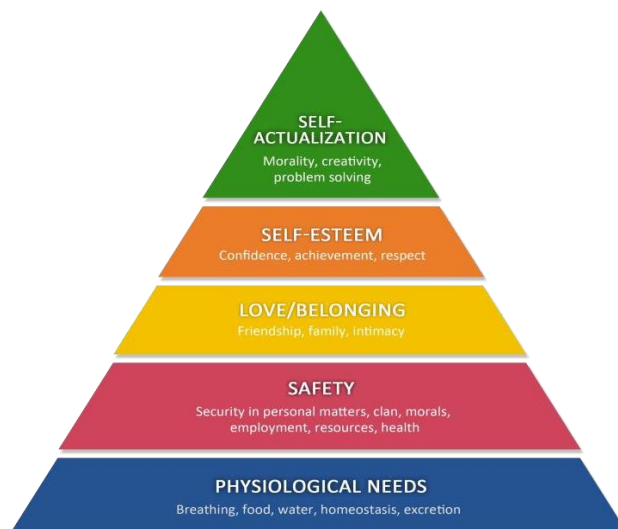 SELF-
ACTUALIZATION
Morality, creativity,
problem solving
SELF-ESTEEM
Confidence, achievement, respect
LOVE/BELONGING
Friendship, family, intimacy
SAFETY
Security in personal matters, clan, morals,
employment, resources, health
PHYSIOLOGICAL NEEDS
Breathing, food, water, homeostasis, excretion